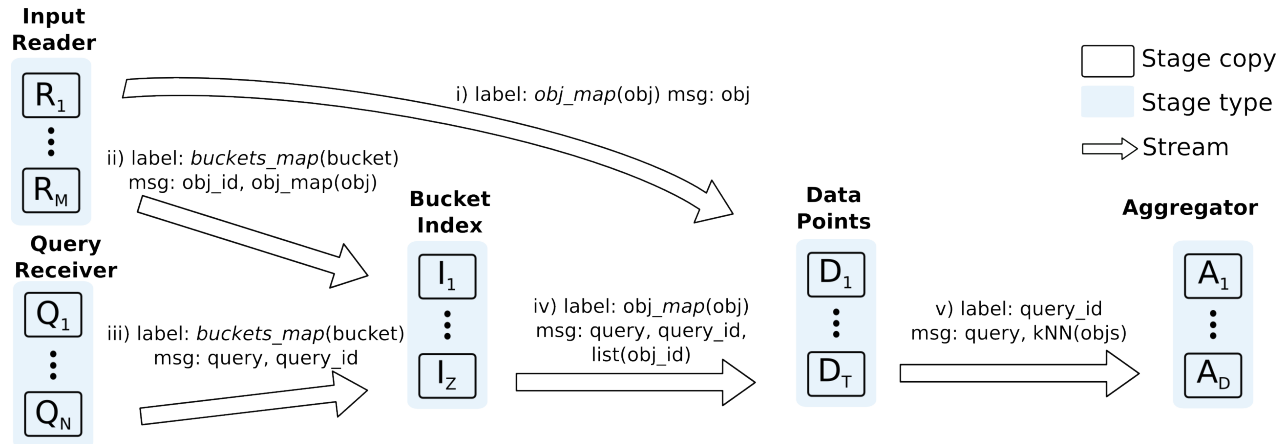 Input
Reader
R1
RM
Query
Receiver
Q1
QN
i) label: obj_map(obj) msg: obj
ii) label: buckets_map(bucket)
msg: obj_id, obj_map(obj)
iii) label: buckets_map(bucket)
msg: query, query_id
Bucket
Index
I1
IZ
iv) label: obj_map(obj)
msg: query, query_id,
list(obj_id)
Data
Points
D1
DT
v) label: query_id
msg: query, kNN(objs)
Aggregator
A1
AD
Stage copy
Stage type
Stream